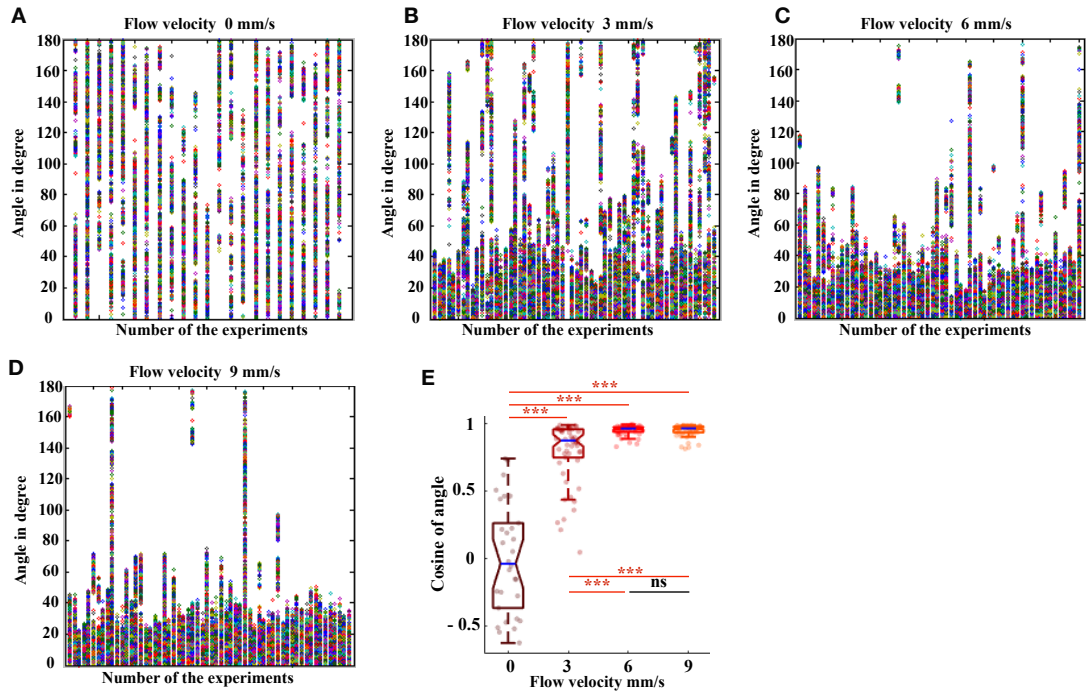 A
Flow velocity 0 mm/s
Angle in degree
180
160
140
120
100
80
60
40
20
0
Number of the experiments
B
Flow velocity 3 mm/s
Angle in degree
180
160
140
120
100
80
60
40
20
0
Number of the experiments
C
Flow velocity 6 mm/s
Angle in degree
180
160
140
120
100
80
60
40
20
0
Number of the experiments
D
Flow velocity 9 mm/s
Angle in degree
180
160
140
120
100
80
60
40
20
0
Number of the experiments
E
***
***
***
Cosine of angle
1
0.5
0
- 0.5
***
*** ns
0 3 6 9
Flow velocity mm/s